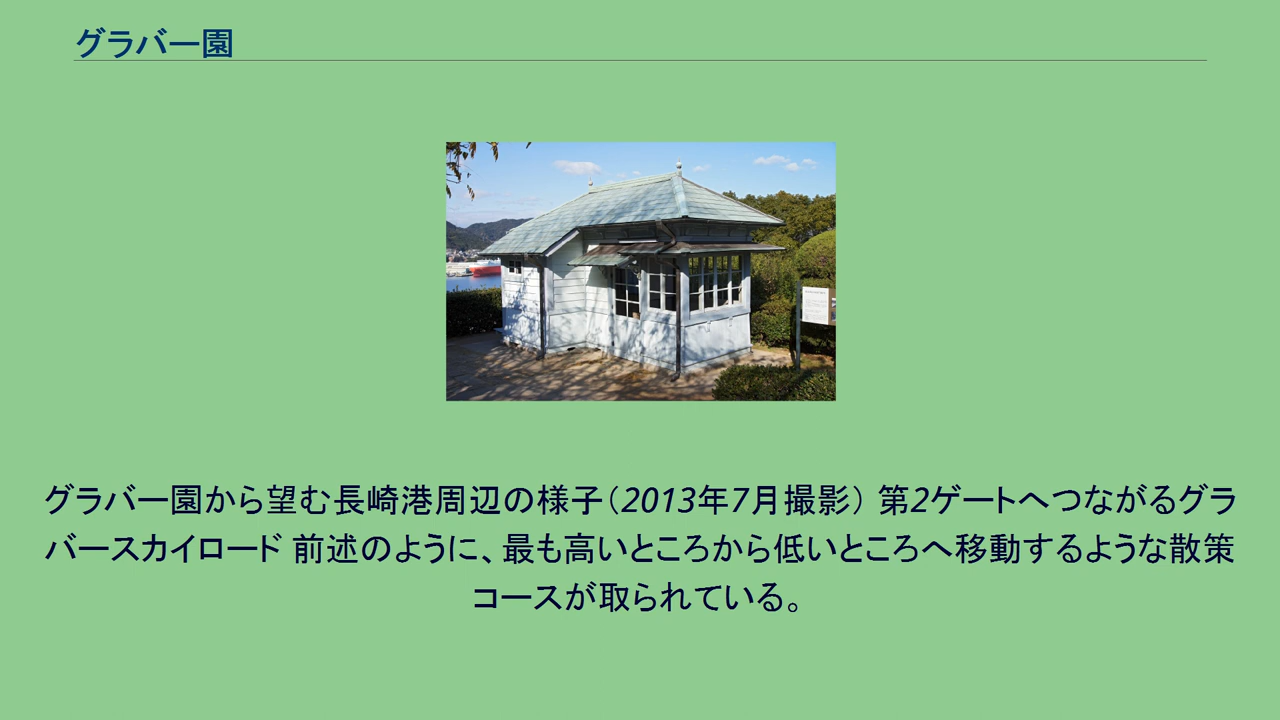 グラバー園
グラバー園から望む長崎港周辺の様子（2013年7月撮影） 第2ゲートへつながるグラ
バースカイロード 前述のように、最も高いところから低いところへ移動するような散策
コースが取られている。